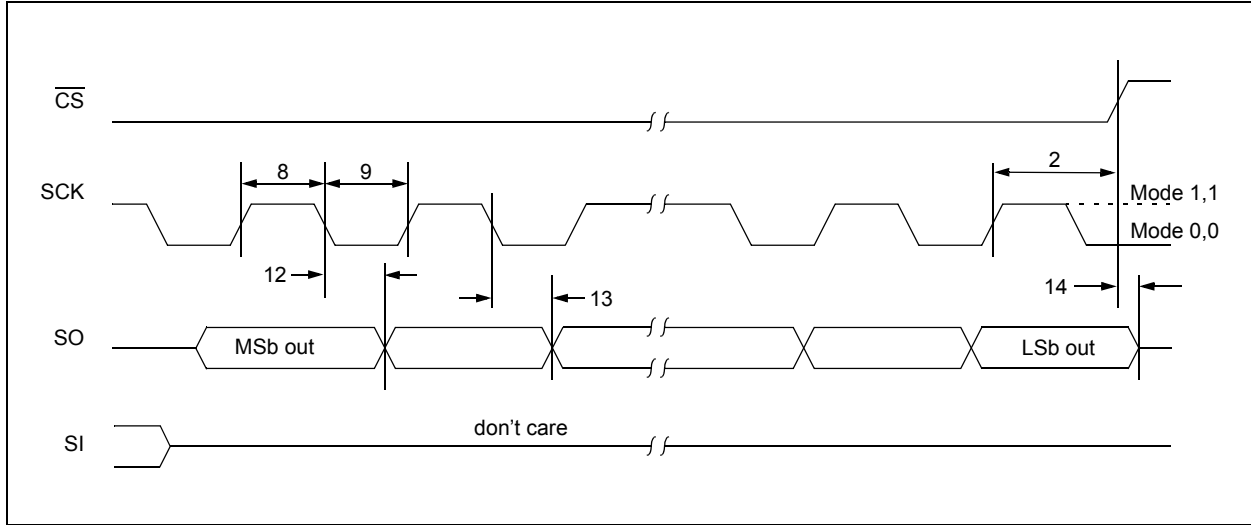 C̅S̅
8
9
2
SCK
Mode 1,1
Mode 0,0
12
13
14
SO
MSb out
LSb out
SI
don't care